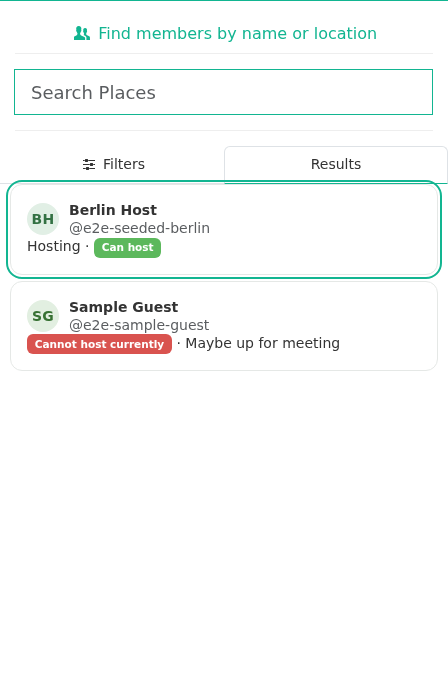 Find members by name or location
Search Places
Filters
Results
BH
Berlin Host
@e2e-seeded-berlin
Hosting · Can host
SG
Sample Guest
@e2e-sample-guest
Cannot host currently · Maybe up for meeting